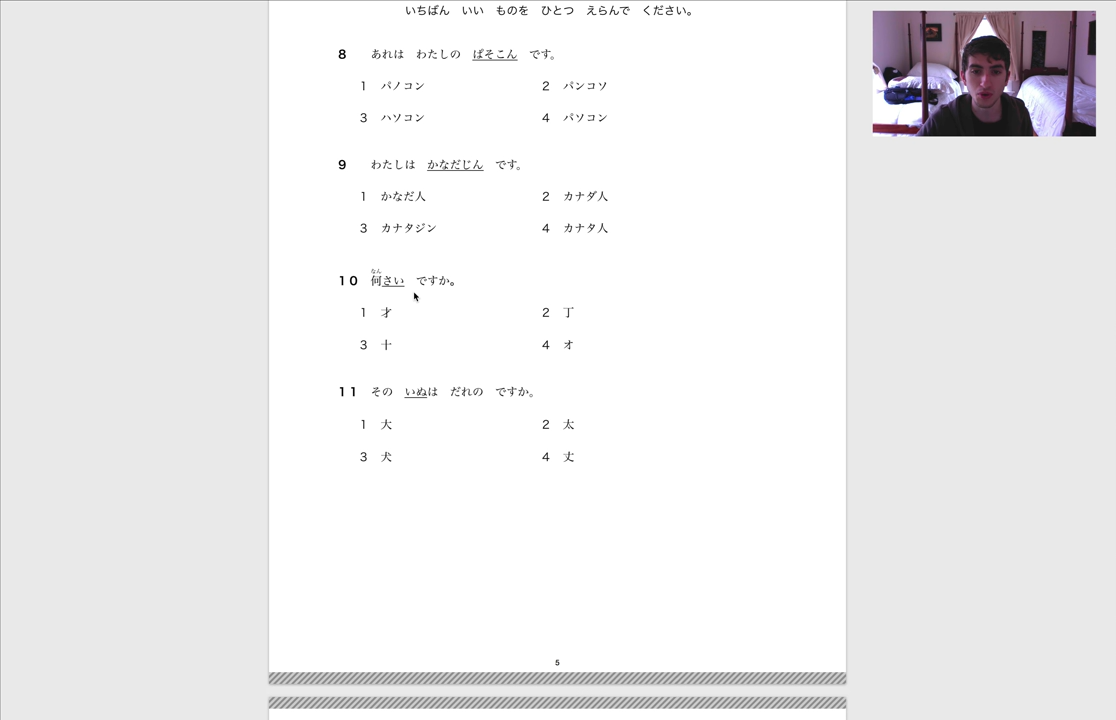 いちばん いい ものを ひとつ えらんで ください。
8 あれは わたしの ぱそこん です。
1 パノコン 2 パンコソ
3 ハソコン 4 パソコン
9 わたしは かなだじん です。
1 かなだ人 2 カナダ人
3 カナタジン 4 カナタ人
なん
10 何さい ですか。
1 才 2 丁
3 十 4 オ
11 その いぬは だれの ですか。
1 大 2 太
3 犬 4 丈
5